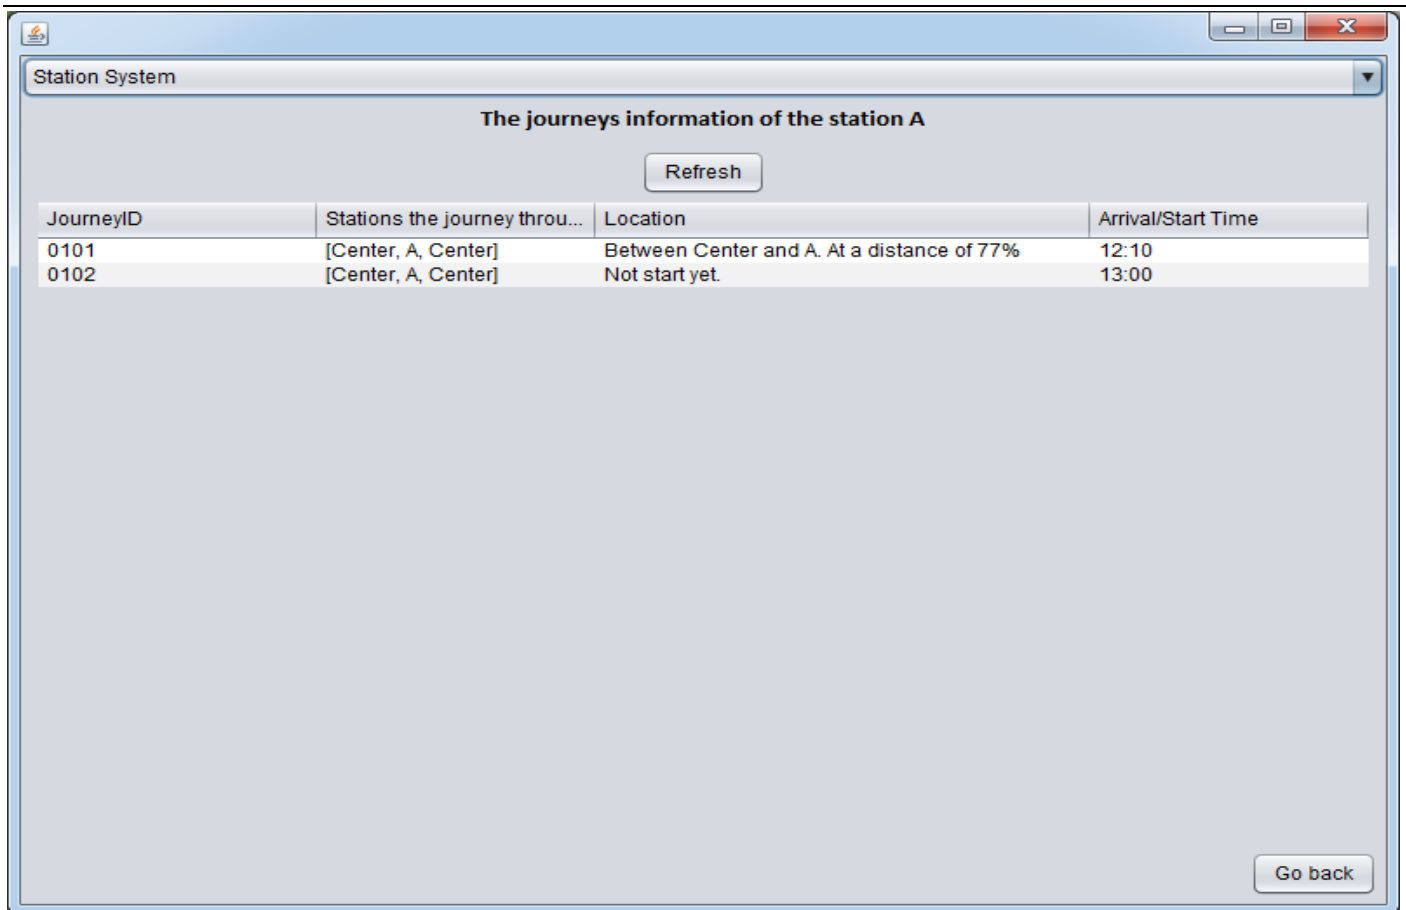 Station System
The journeys information of the station A
Refresh
JourneyID Stations the journey throu... Location Arrival/Start Time
0101 [Center, A, Center] Between Center and A. At a distance of 77% 12:10
0102 [Center, A, Center] Not start yet. 13:00
Go back